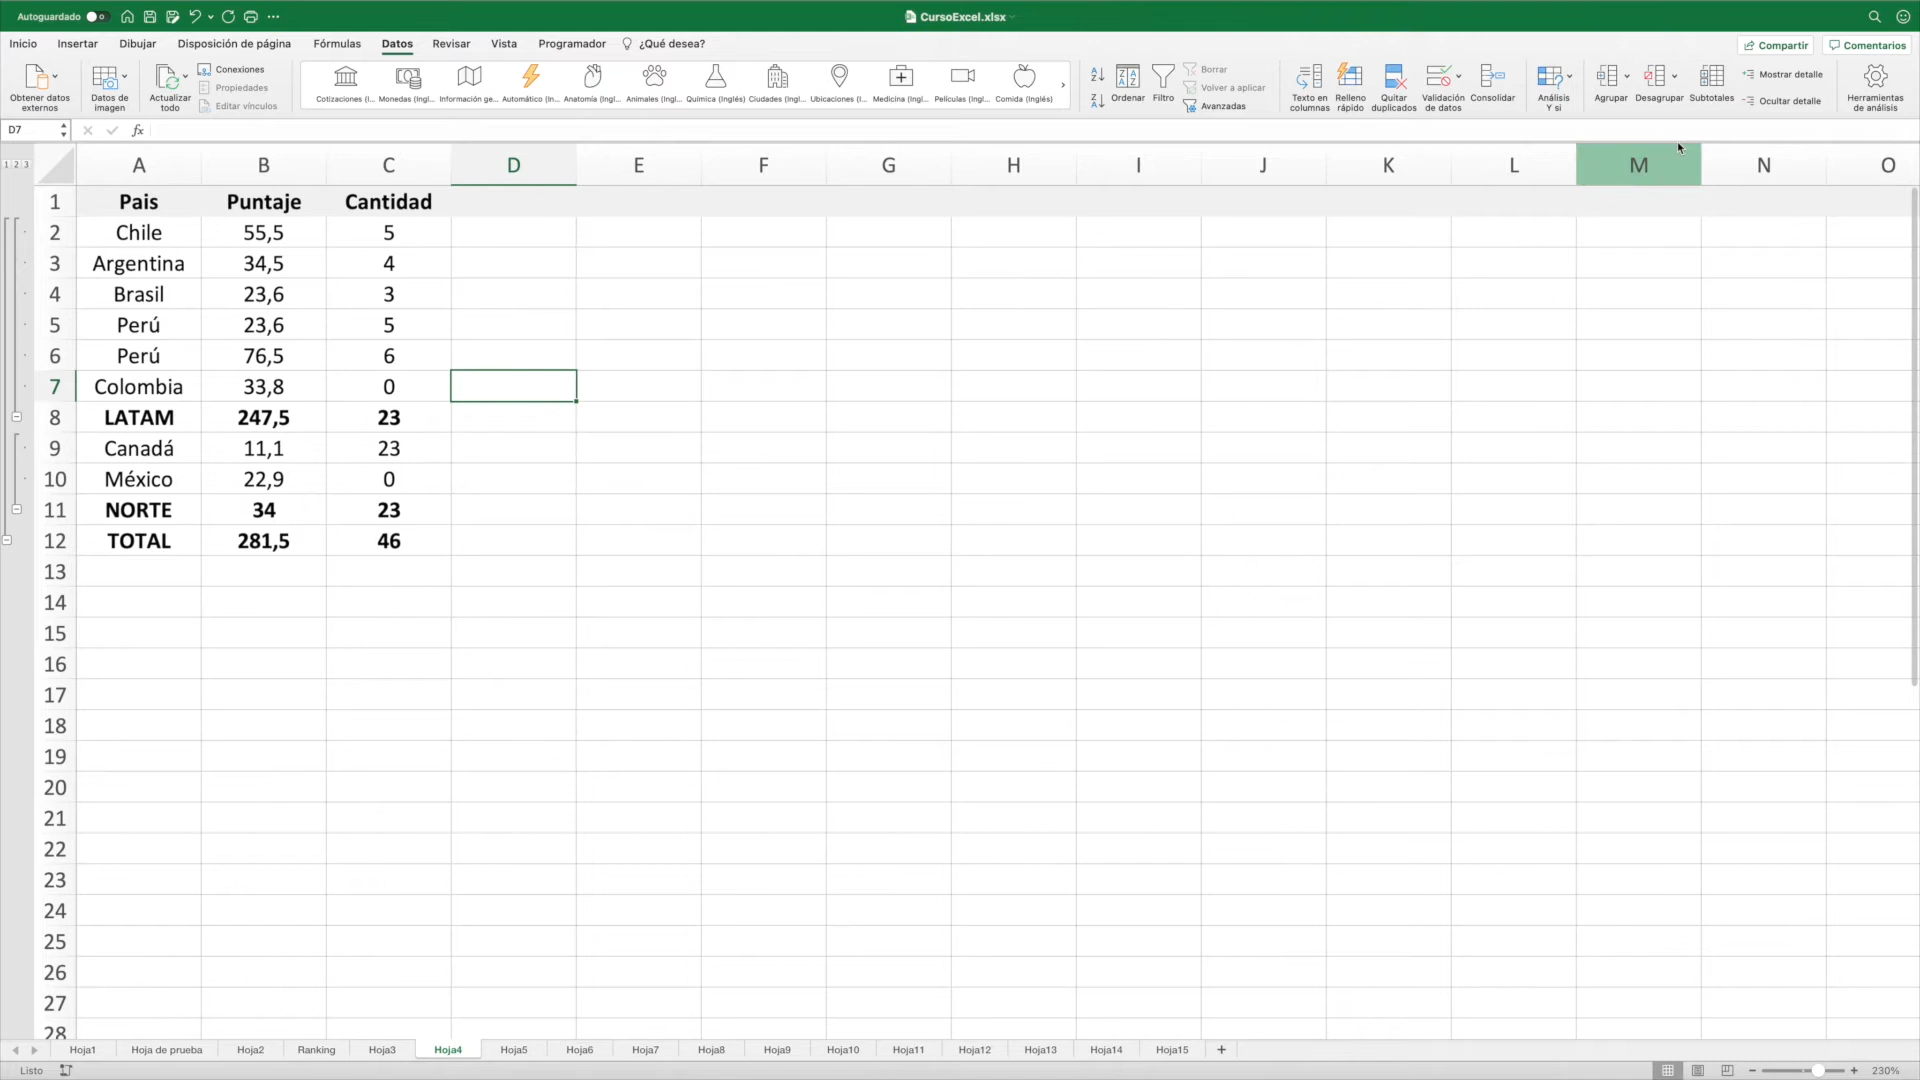 Autoguardado
CursoExcel.xlsx
Inicio Insertar Dibujar Disposición de página Fórmulas Datos Revisar Vista Programador ¿Qué desea? Compartir Comentarios
Obtener datos externos
Datos de imagen
Actualizar todo
Conexiones
Propiedades
Editar vínculos
Cotizaciones (I... Monedas (Ingl... Información ge... Automático (In... Anatomía (Ingl... Animales (Ingl... Química (Inglés) Ciudades (Ingl... Ubicaciones (I... Medicina (Ingl... Películas (Ingl... Comida (Inglés)
Ordenar
Filtro
Borrar
Volver a aplicar
Avanzadas
Texto en columnas
Relleno rápido
Quitar duplicados
Validación de datos
Consolidar
Análisis Y si
Agrupar
Desagrupar
Subtotales
Mostrar detalle
Ocultar detalle
Herramientas de análisis
D7 fx
1 2 3 A B C D E F G H I J K L M N O
1 Pais Puntaje Cantidad
2 Chile 55,5 5
3 Argentina 34,5 4
4 Brasil 23,6 3
5 Perú 23,6 5
6 Perú 76,5 6
7 Colombia 33,8 0
8 LATAM 247,5 23
9 Canadá 11,1 23
10 México 22,9 0
11 NORTE 34 23
12 TOTAL 281,5 46
13
14
15
16
17
18
19
20
21
22
23
24
25
26
27
28
Hoja1 Hoja de prueba Hoja2 Ranking Hoja3 Hoja4 Hoja5 Hoja6 Hoja7 Hoja8 Hoja9 Hoja10 Hoja11 Hoja12 Hoja13 Hoja14 Hoja15 +
Listo 230%